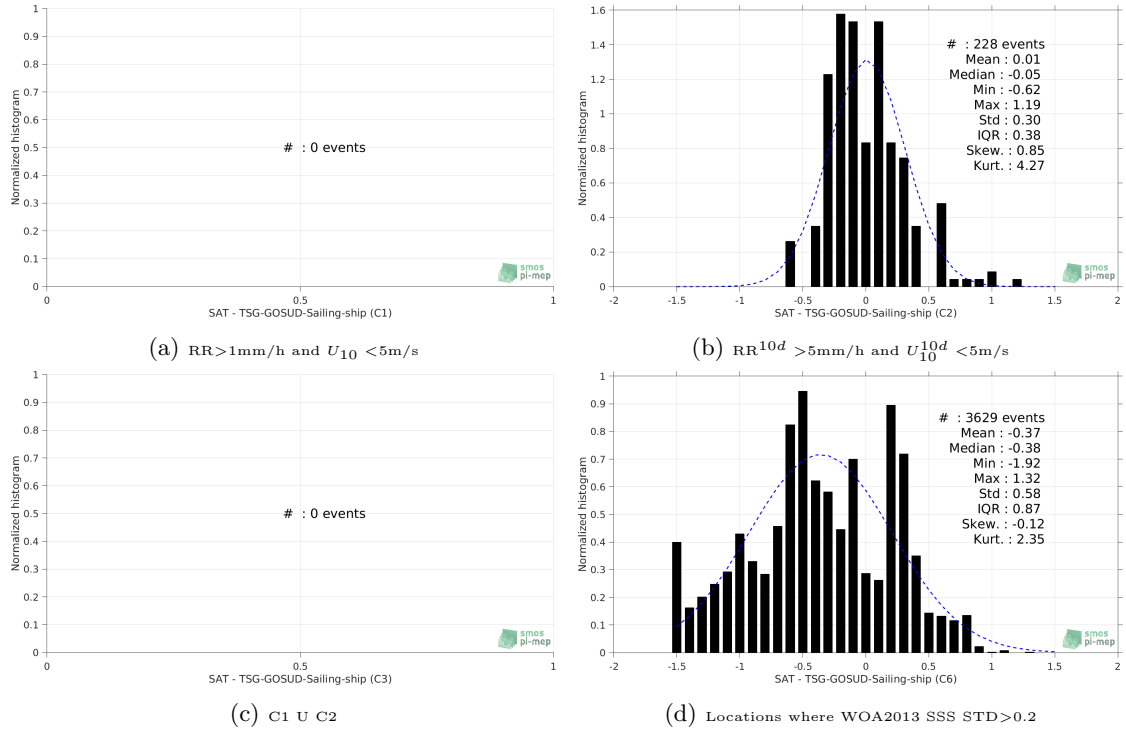 1
0.9
0.8
0.7
0.6
0.5
0.4
0.3
0.2
0.1
0
Normalized histogram
# : 0 events
smos
pi-mep
0 0.5 1
SAT - TSG-GOSUD-Sailing-ship (C1)
(a) RR>1mm/h and U10 <5m/s
1.6
1.4
1.2
1
0.8
0.6
0.4
0.2
0
Normalized histogram
# : 228 events
Mean : 0.01
Median : -0.05
Min : -0.62
Max : 1.19
Std : 0.30
IQR : 0.38
Skew. : 0.85
Kurt. : 4.27
smos
pi-mep
-2 -1.5 -1 -0.5 0 0.5 1 1.5 2
SAT - TSG-GOSUD-Sailing-ship (C2)
(b) RR^10d >5mm/h and U10^10d <5m/s
1
0.9
0.8
0.7
0.6
0.5
0.4
0.3
0.2
0.1
0
Normalized histogram
# : 0 events
smos
pi-mep
0 0.5 1
SAT - TSG-GOSUD-Sailing-ship (C3)
(c) C1 U C2
1
0.9
0.8
0.7
0.6
0.5
0.4
0.3
0.2
0.1
0
Normalized histogram
# : 3629 events
Mean : -0.37
Median : -0.38
Min : -1.92
Max : 1.32
Std : 0.58
IQR : 0.87
Skew. : -0.12
Kurt. : 2.35
smos
pi-mep
-2 -1.5 -1 -0.5 0 0.5 1 1.5 2
SAT - TSG-GOSUD-Sailing-ship (C6)
(d) Locations where WOA2013 SSS STD>0.2